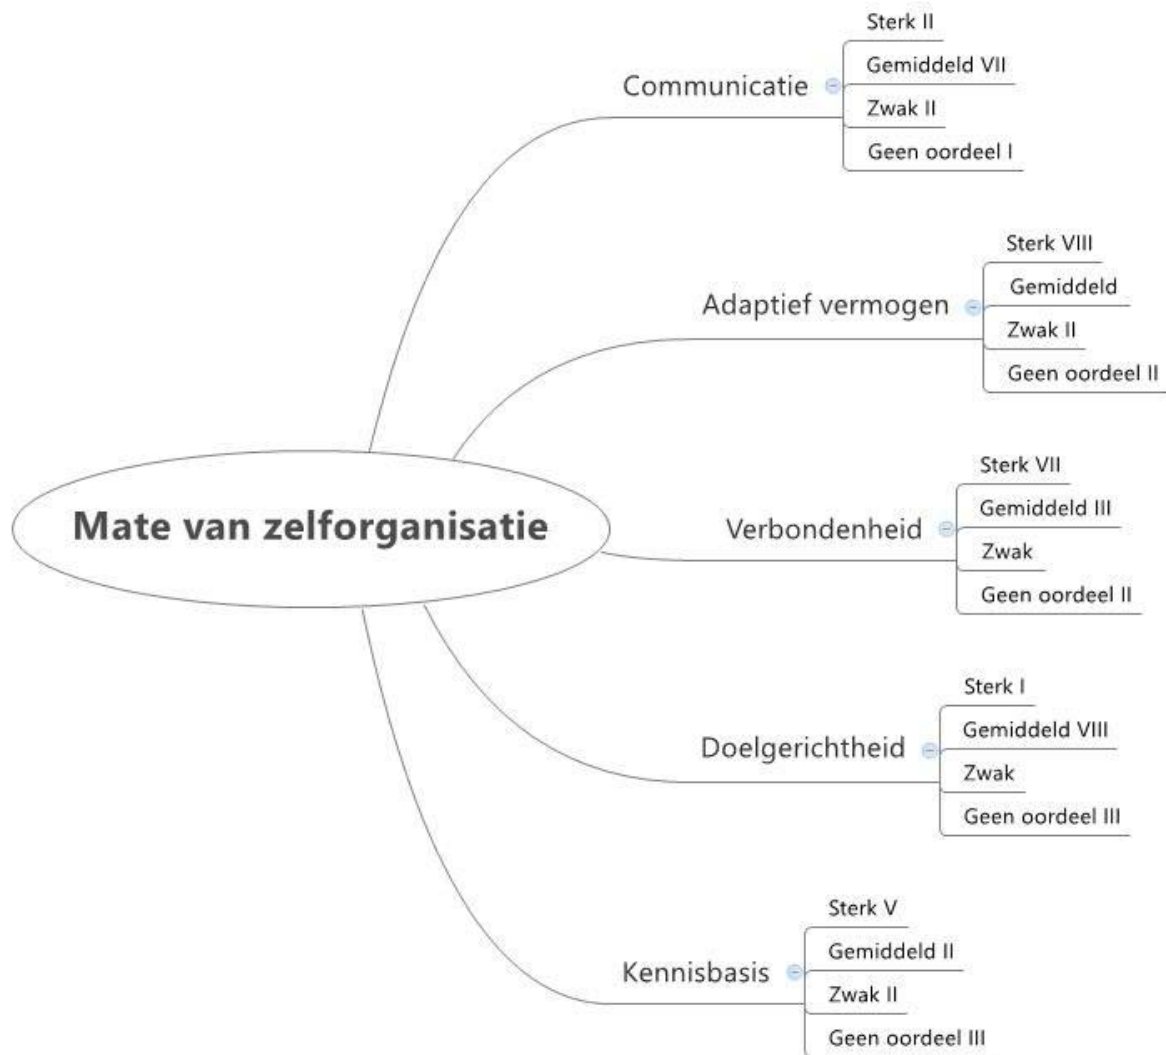 Mate van zelforganisatie
Communicatie
Sterk II
Gemiddeld VII
Zwak II
Geen oordeel I
Adaptief vermogen
Sterk VIII
Gemiddeld
Zwak II
Geen oordeel II
Verbondenheid
Sterk VII
Gemiddeld III
Zwak
Geen oordeel II
Doelgerichtheid
Sterk I
Gemiddeld VIII
Zwak
Geen oordeel III
Kennisbasis
Sterk V
Gemiddeld II
Zwak II
Geen oordeel III